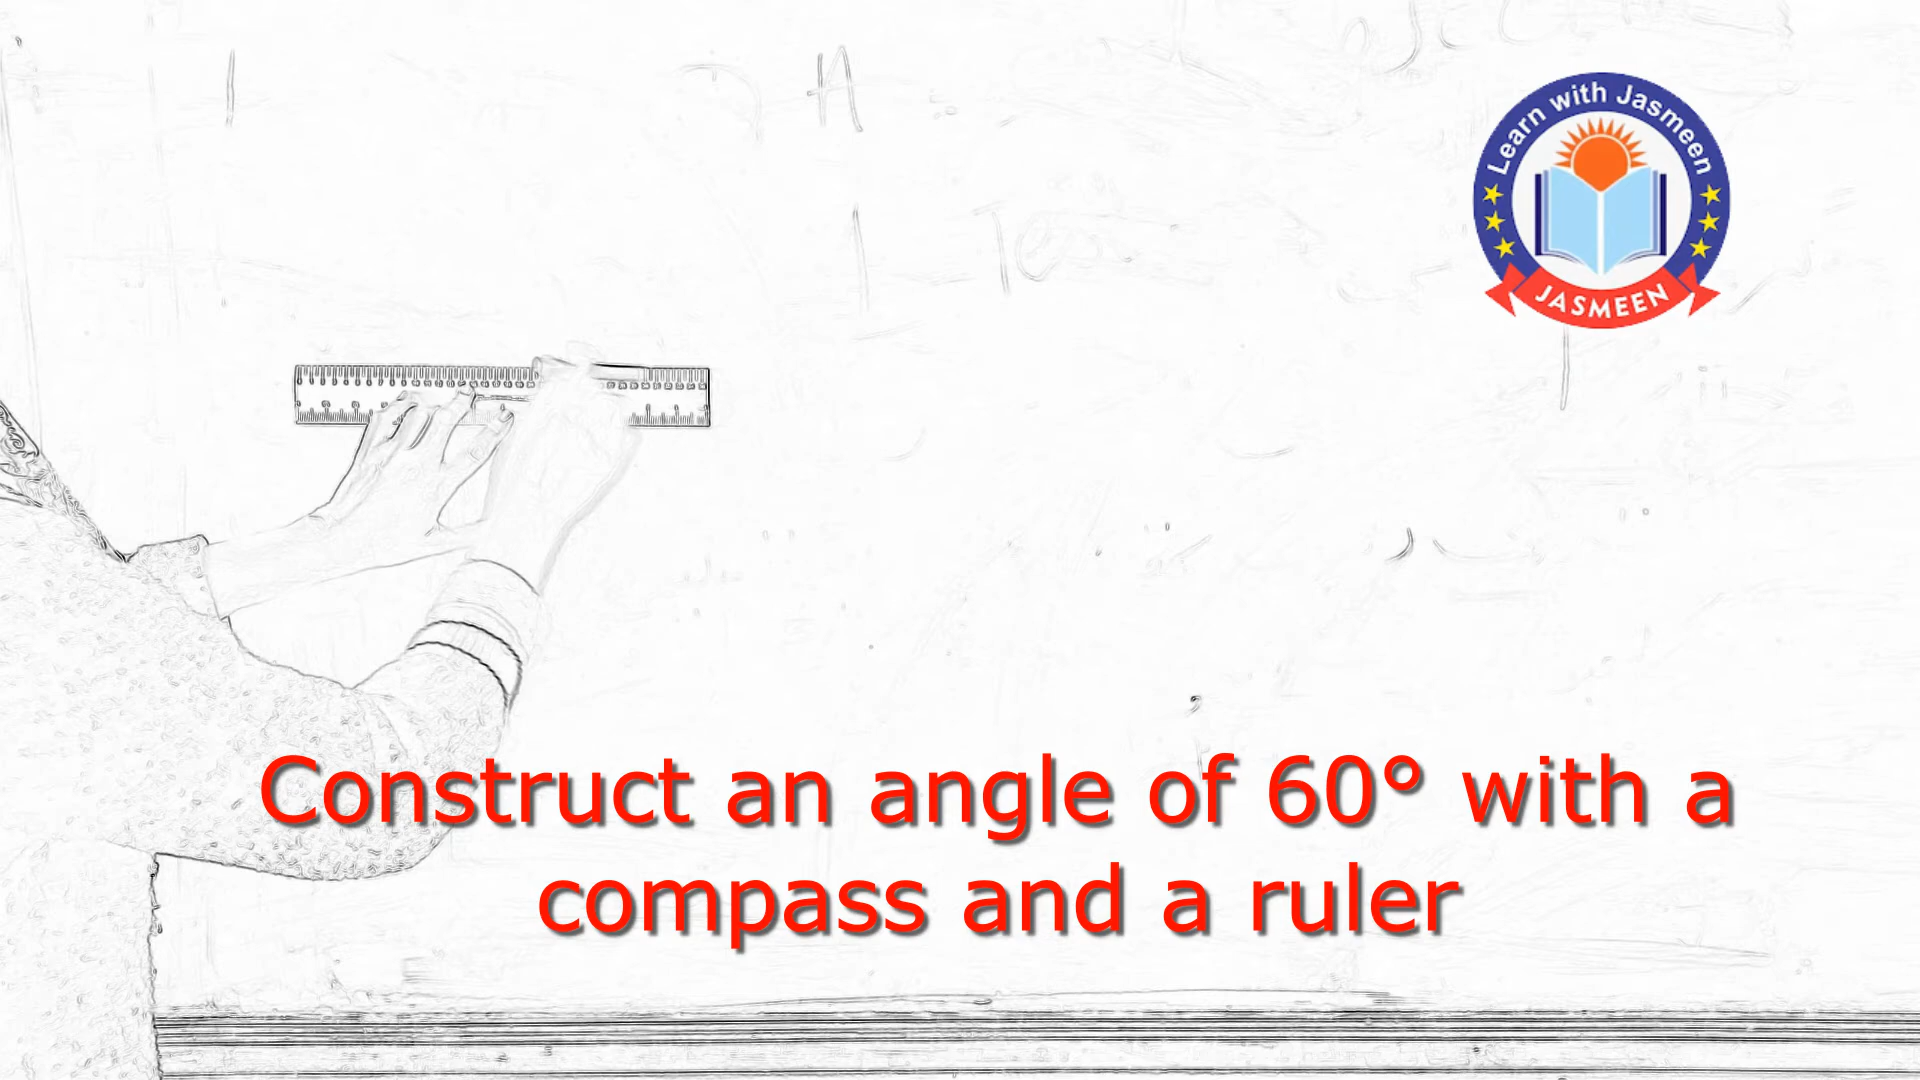 Learn with Jasmeen
JASMEEN
Construct an angle of 60° with a
compass and a ruler